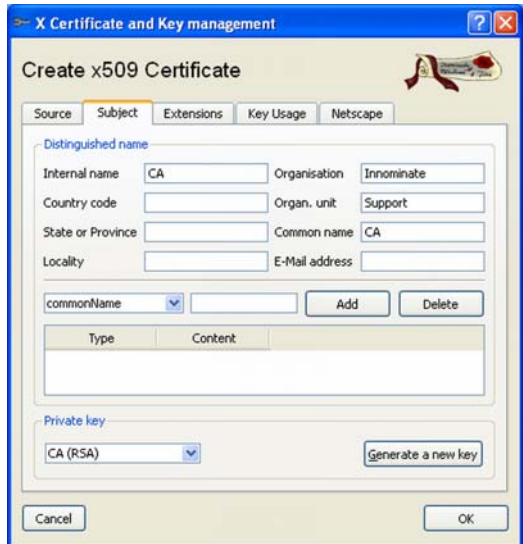 X Certificate and Key management
Create x509 Certificate
Source Subject Extensions Key Usage Netscape
Distinguished name
Internal name CA Organisation Innominate
Country code Organ. unit Support
State or Province Common name CA
Locality E-Mail address
commonName Add Delete
Type Content
Private key
CA (RSA) Generate a new key
Cancel OK